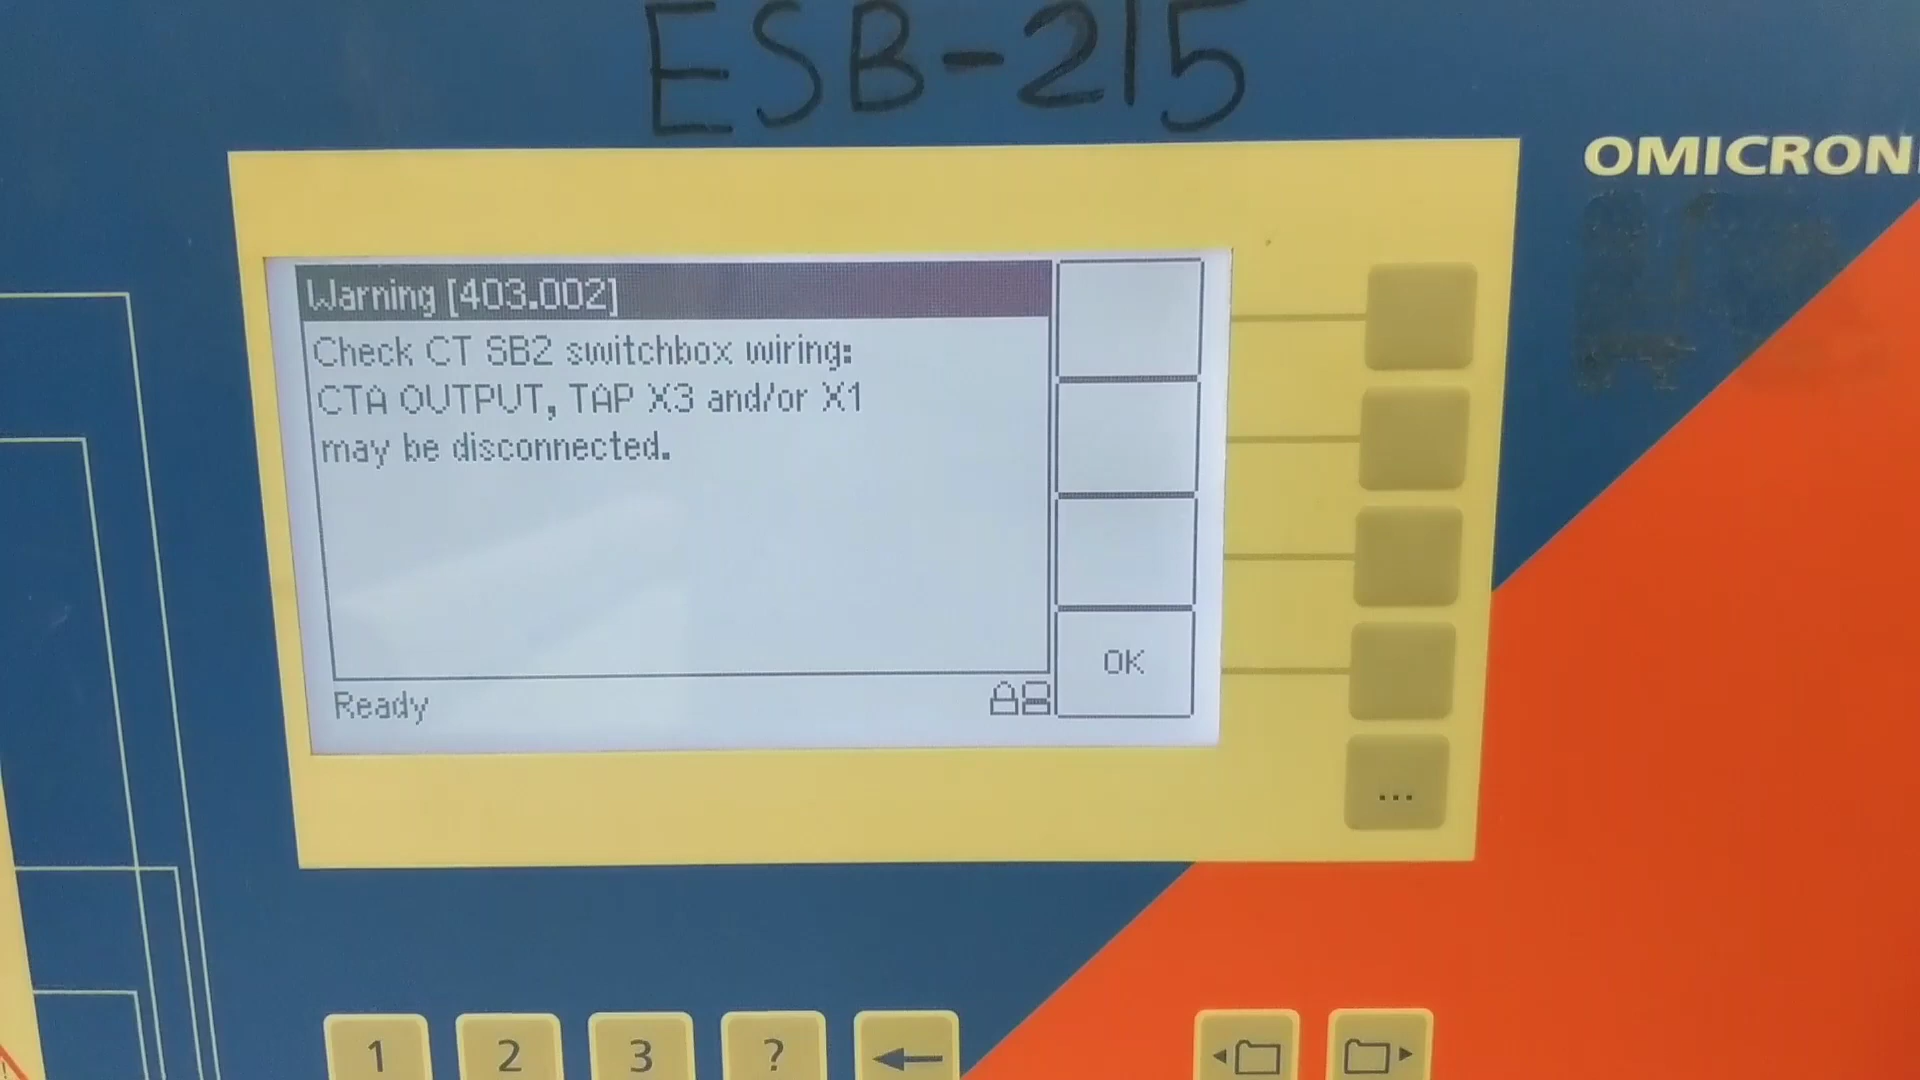 ESB-215
OMICRON
Warning [403.002]
Check CT SB2 switchbox wiring:
CTA OUTPUT, TAP X3 and/or X1
may be disconnected.
OK
Ready
...
1 2 3 ?